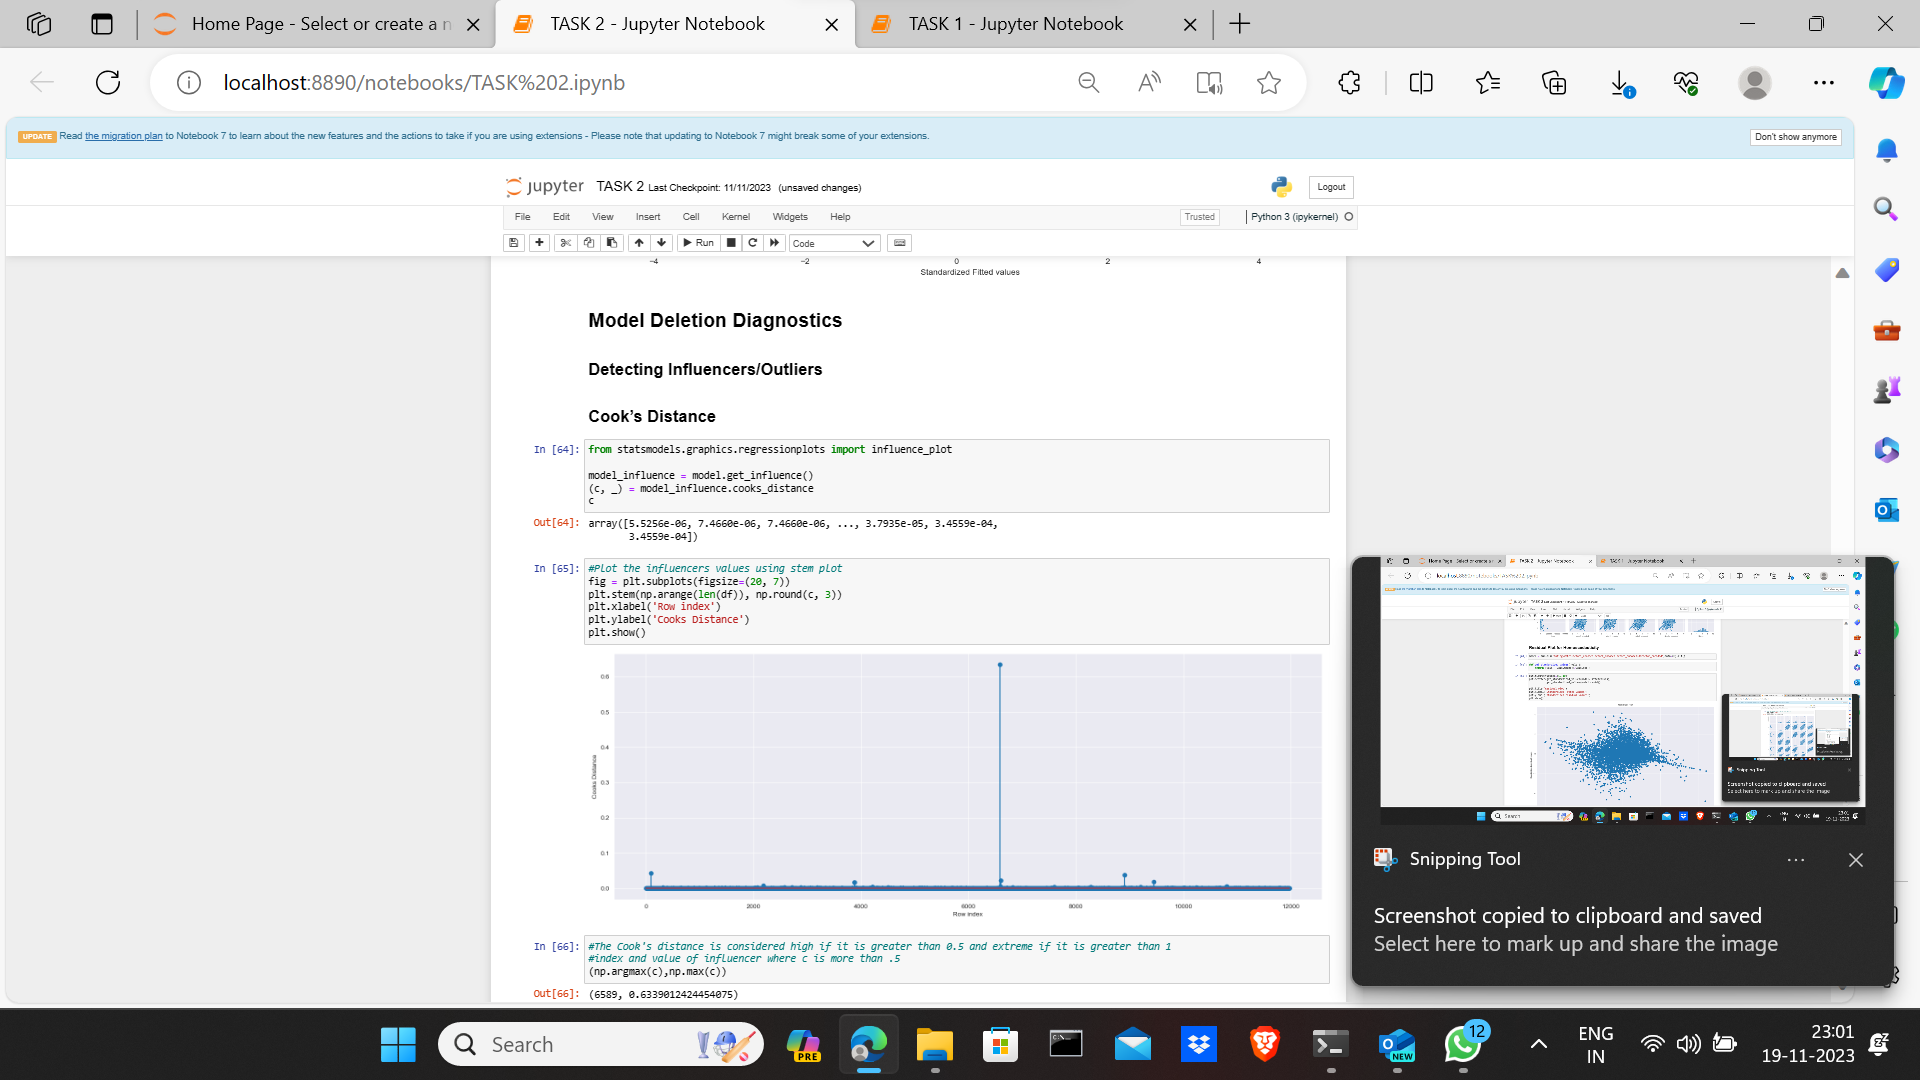 Home Page - Select or create a n
TASK 2 - Jupyter Notebook
TASK 1 - Jupyter Notebook
localhost:8890/notebooks/TASK%202.ipynb
UPDATE Read the migration plan to Notebook 7 to learn about the new features and the actions to take if you are using extensions - Please note that updating to Notebook 7 might break some of your extensions.
Don't show anymore
jupyter TASK 2 Last Checkpoint: 11/11/2023 (unsaved changes)
Logout
File Edit View Insert Cell Kernel Widgets Help
Trusted
Python 3 (ipykernel)
Run
Code
−4 −2 0 2 4
Standardized Fitted values
Model Deletion Diagnostics
Detecting Influencers/Outliers
Cook's Distance
In [64]: from statsmodels.graphics.regressionplots import influence_plot
model_influence = model.get_influence()
(c, _) = model_influence.cooks_distance
c
Out[64]: array([5.5256e-06, 7.4660e-06, 7.4660e-06, ..., 3.7935e-05, 3.4559e-04,
3.4559e-04])
In [65]: #Plot the influencers values using stem plot
fig = plt.subplots(figsize=(20, 7))
plt.stem(np.arange(len(df)), np.round(c, 3))
plt.xlabel('Row index')
plt.ylabel('Cooks Distance')
plt.show()
0.6
0.5
0.4
0.3
0.2
0.1
0.0
Cooks Distance
0 2000 4000 6000 8000 10000 12000
Row index
In [66]: #The Cook's distance is considered high if it is greater than 0.5 and extreme if it is greater than 1
#index and value of influencer where c is more than .5
(np.argmax(c),np.max(c))
Out[66]: (6589, 0.6339012424454075)
Snipping Tool
Screenshot copied to clipboard and saved
Select here to mark up and share the image
Search
PRE
NEW
12
ENG
IN
23:01
19-11-2023